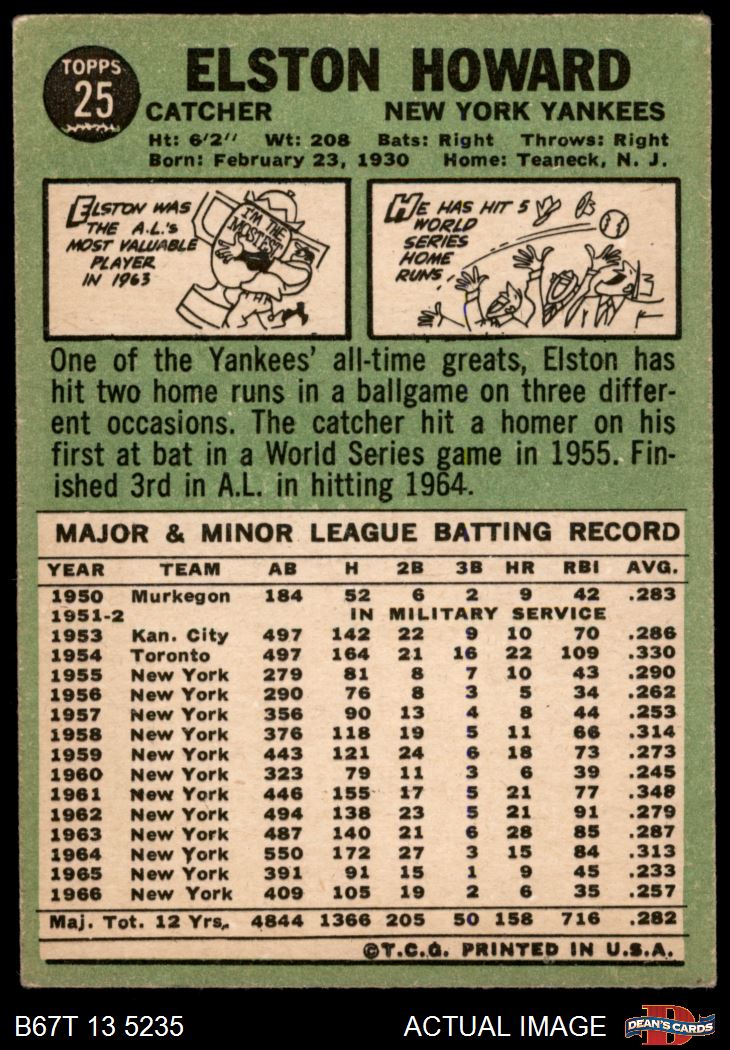 TOPPS
25
ELSTON HOWARD
CATCHER NEW YORK YANKEES
Ht: 6'2" Wt: 208 Bats: Right Throws: Right
Born: February 23, 1930 Home: Teaneck, N. J.
ELSTON WAS
THE A.L.'s
MOST VALUABLE
PLAYER
IN 1963
I'M THE
MOSTEST
HE HAS HIT 5
WORLD
SERIES
HOME
RUNS
One of the Yankees' all-time greats, Elston has
hit two home runs in a ballgame on three differ-
ent occasions. The catcher hit a homer on his
first at bat in a World Series game in 1955. Fin-
ished 3rd in A.L. in hitting 1964.
MAJOR & MINOR LEAGUE BATTING RECORD
YEAR TEAM AB H 2B 3B HR RBI AVG.
1950 Murkegon 184 52 6 2 9 42 .283
1951-2 IN MILITARY SERVICE
1953 Kan. City 497 142 22 9 10 70 .286
1954 Toronto 497 164 21 16 22 109 .330
1955 New York 279 81 8 7 10 43 .290
1956 New York 290 76 8 3 5 34 .262
1957 New York 356 90 13 4 8 44 .253
1958 New York 376 118 19 5 11 66 .314
1959 New York 443 121 24 6 18 73 .273
1960 New York 323 79 11 3 6 39 .245
1961 New York 446 155 17 5 21 77 .348
1962 New York 494 138 23 5 21 91 .279
1963 New York 487 140 21 6 28 85 .287
1964 New York 550 172 27 3 15 84 .313
1965 New York 391 91 15 1 9 45 .233
1966 New York 409 105 19 2 6 35 .257
Maj. Tot. 12 Yrs. 4844 1366 205 50 158 716 .282
©T.C.G. PRINTED IN U.S.A.
B67T 13 5235 ACTUAL IMAGE
D
DEAN'S CARDS